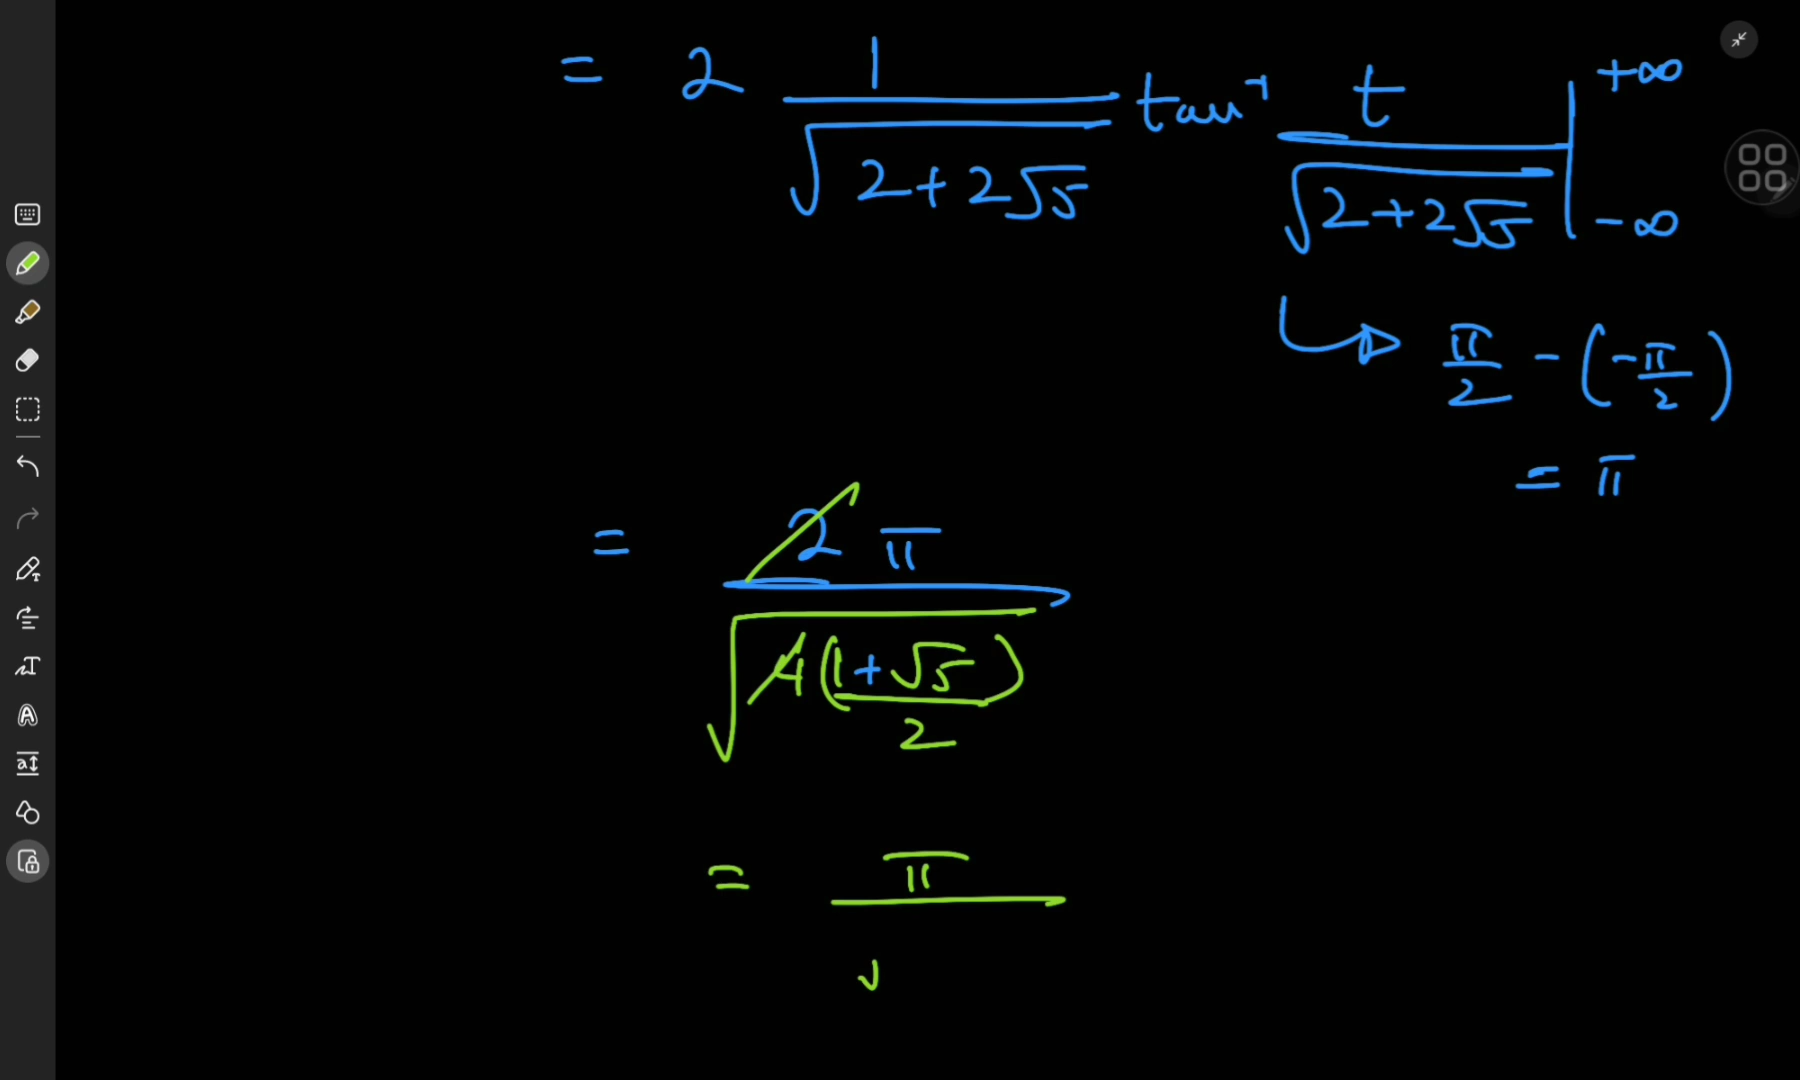 = 2 1/√(2+2√5) tan⁻¹ t/√(2+2√5) |
+∞
-∞
π/2 - (-π/2)
= π
= 2π/√(4((1+√5)/2))
= π/√